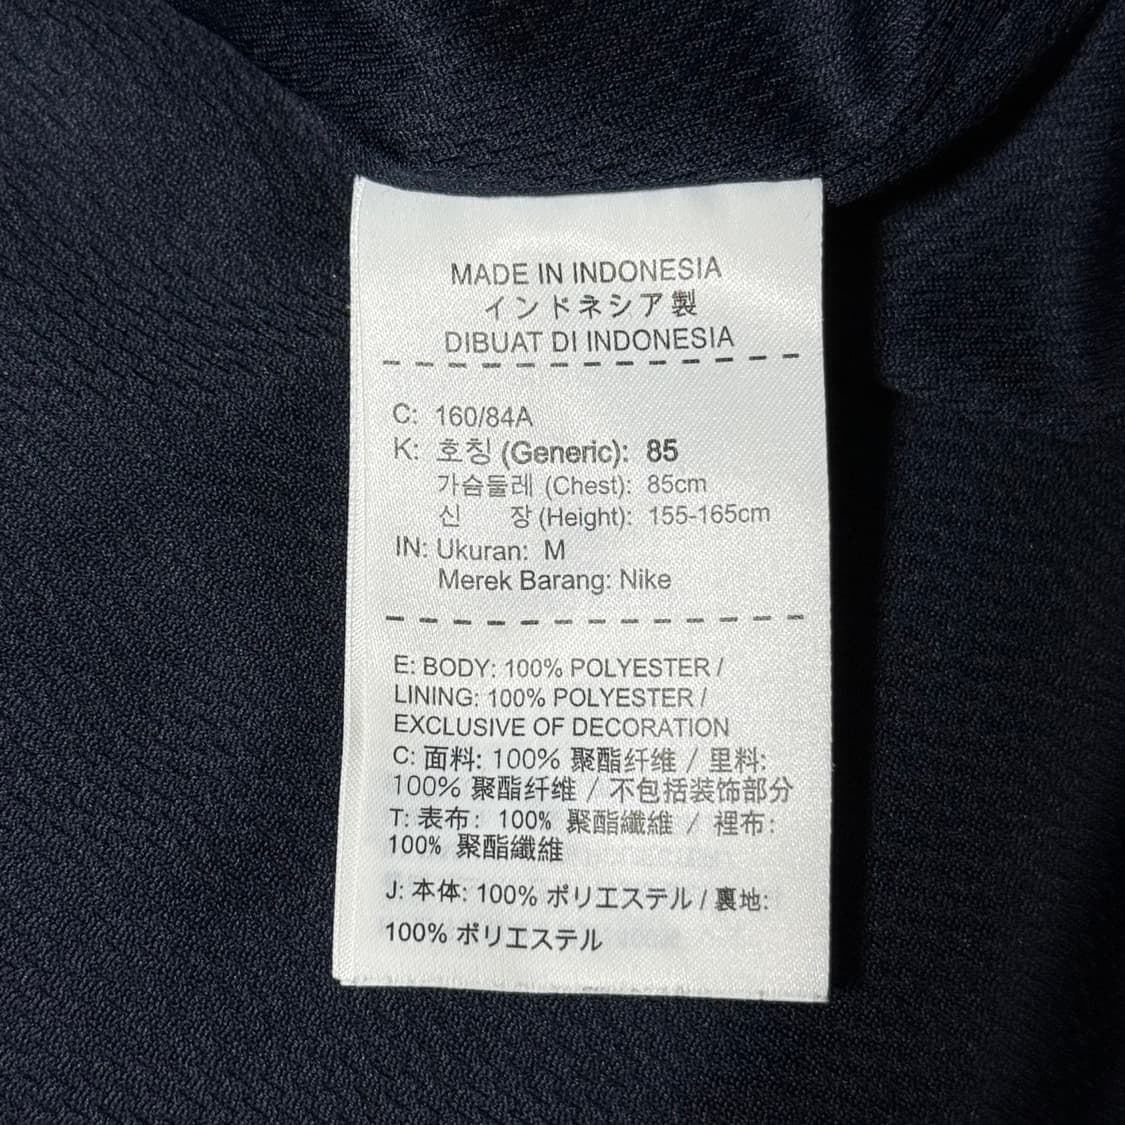 MADE IN INDONESIA
インドネシア製
DIBUAT DI INDONESIA
C: 160/84A
K: 호칭 (Generic): 85
가슴둘레 (Chest): 85cm
신 장 (Height): 155-165cm
IN: Ukuran: M
Merek Barang: Nike
E: BODY: 100% POLYESTER /
LINING: 100% POLYESTER /
EXCLUSIVE OF DECORATION
C: 面料: 100% 聚酯纤维 / 里料:
100% 聚酯纤维 / 不包括装饰部分
T: 表布: 100% 聚酯纖維 / 裡布:
100% 聚酯纖維
J: 本体: 100% ポリエステル / 裏地:
100% ポリエステル